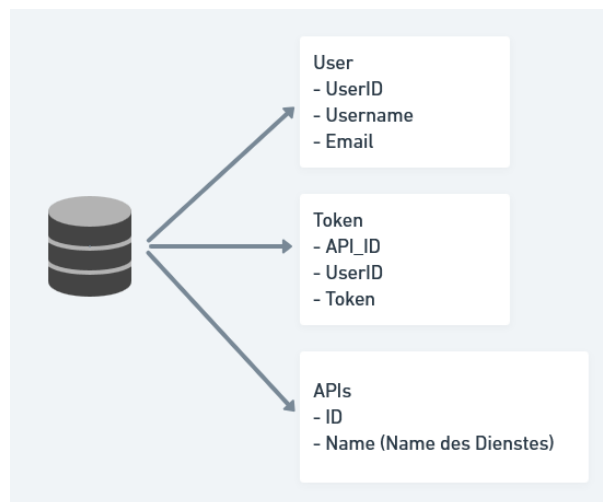 User
- UserID
- Username
- Email
Token
- API_ID
- UserID
- Token
APIs
- ID
- Name (Name des Dienstes)